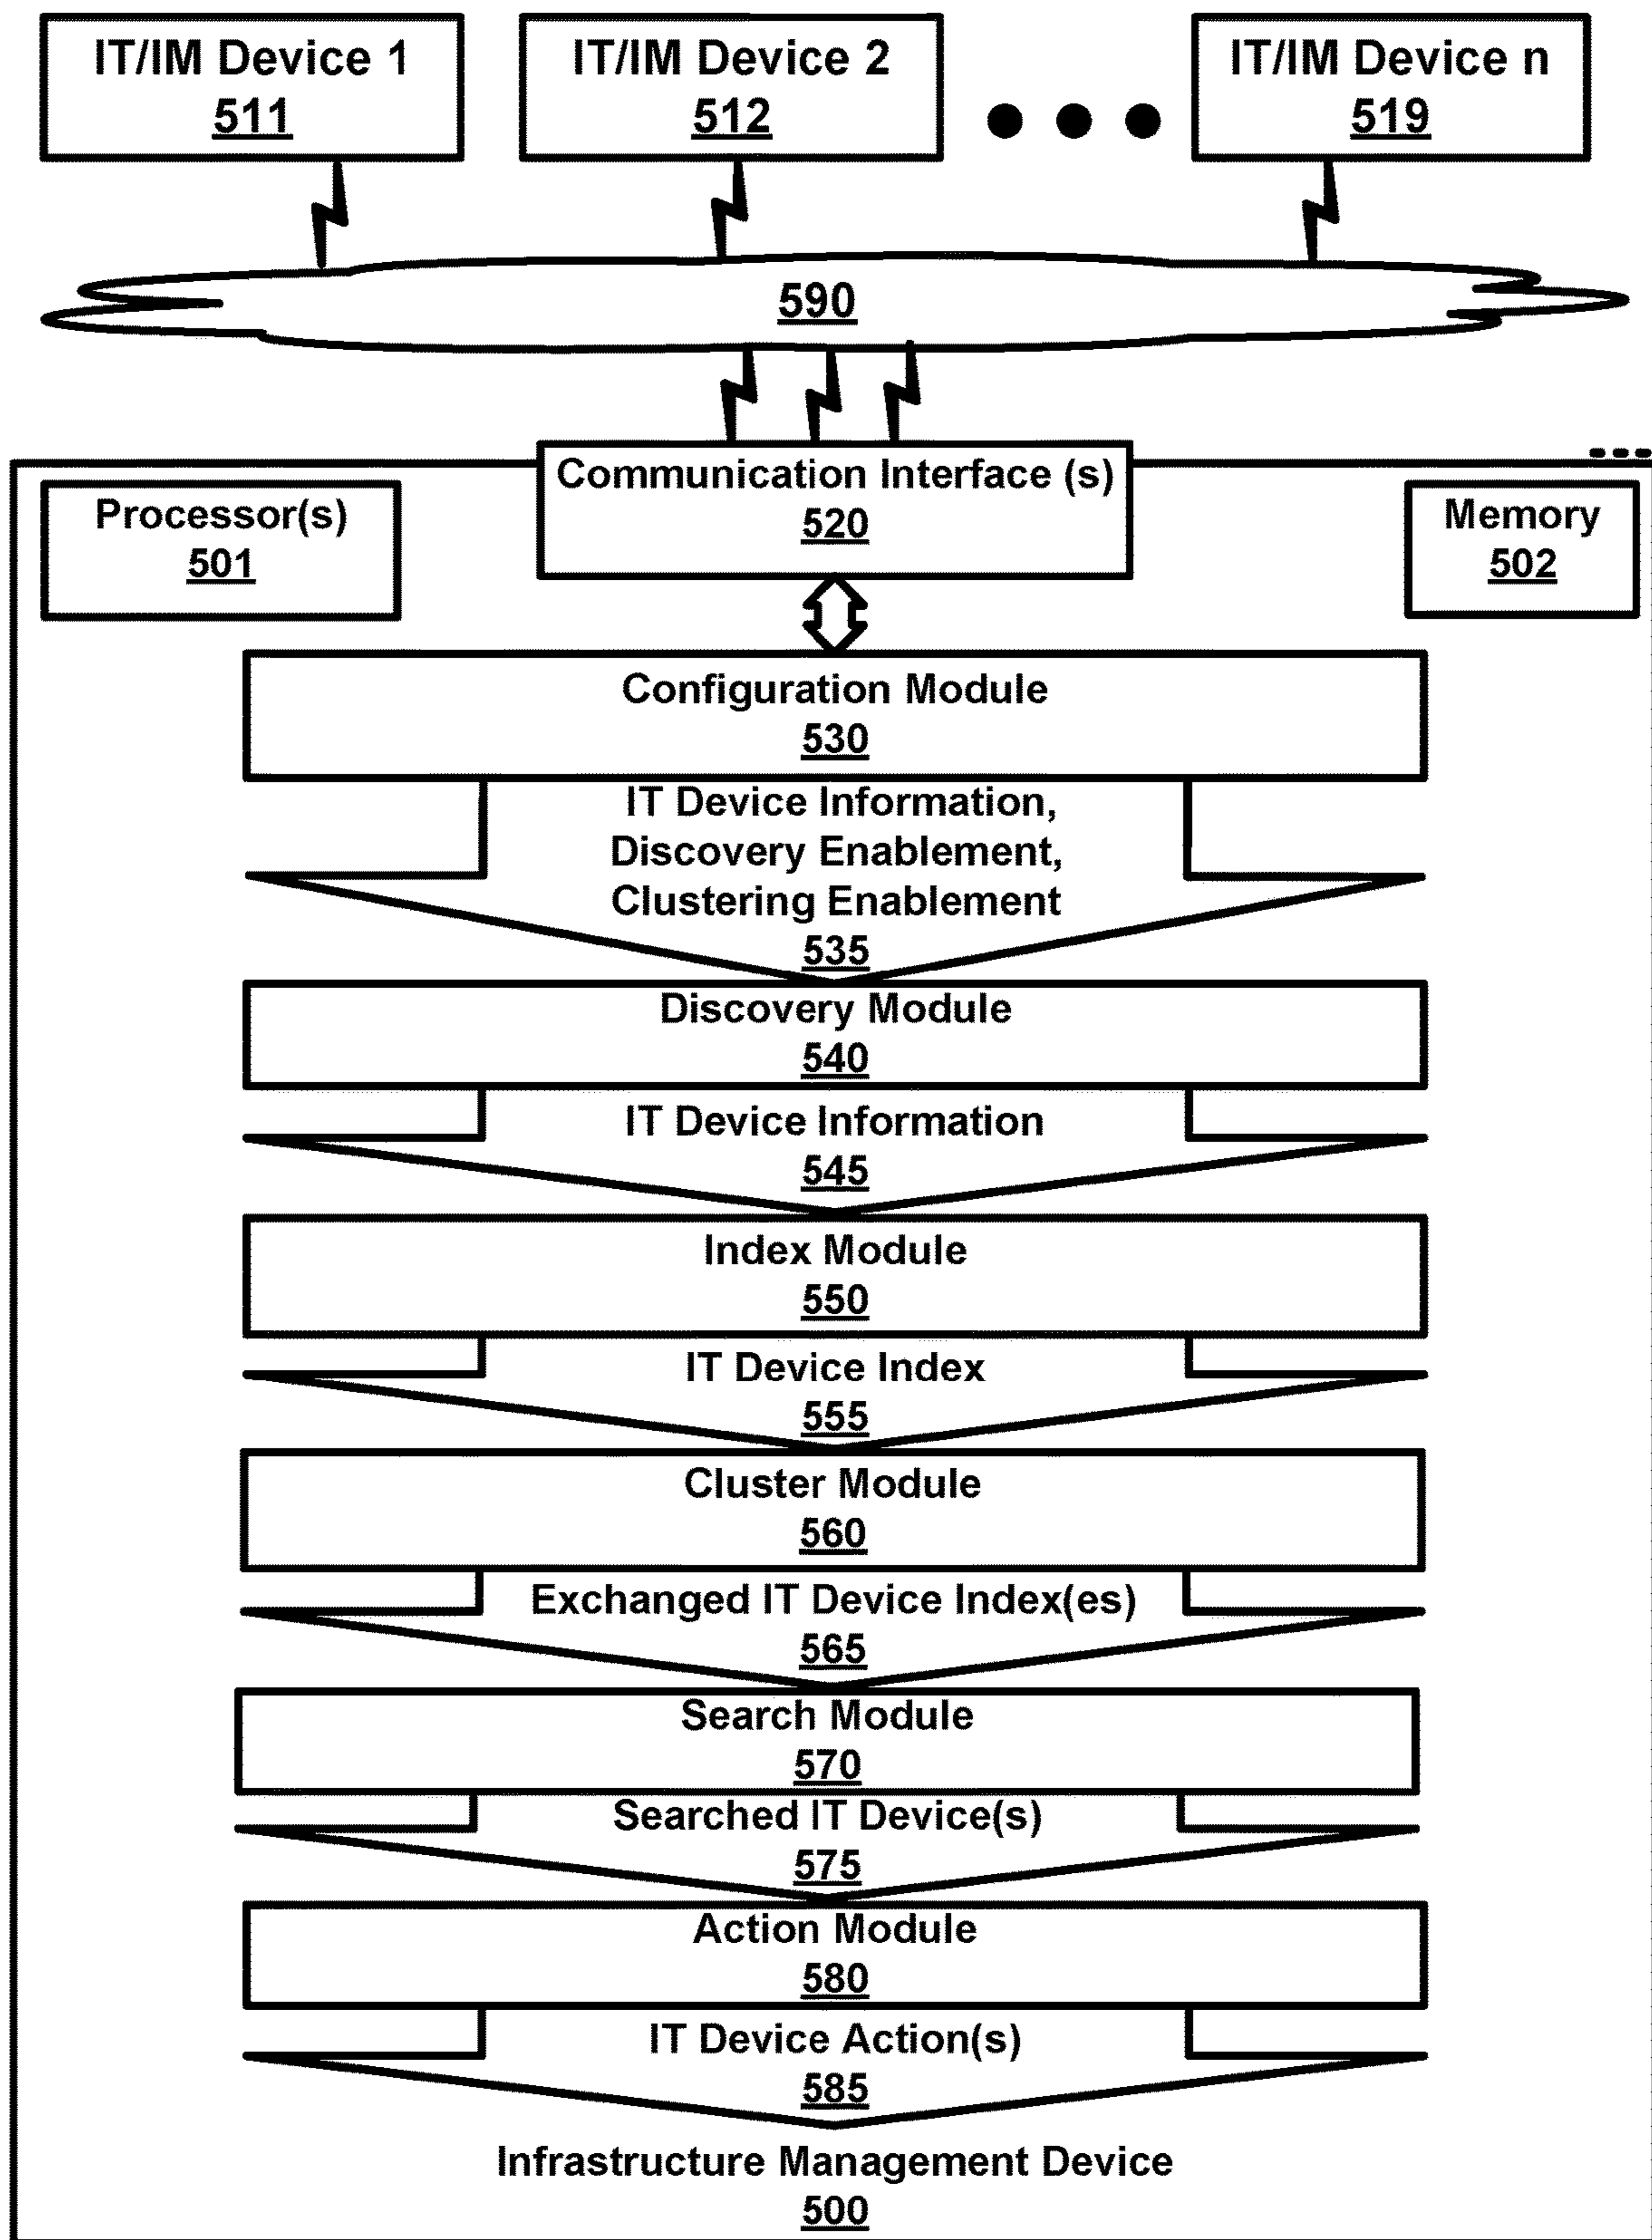 IT/IM Device 1
511
IT/IM Device 2
512
IT/IM Device n
519
590
Communication Interface (s)
520
Processor(s)
501
Memory
502
Configuration Module
530
IT Device Information,
Discovery Enablement,
Clustering Enablement
535
Discovery Module
540
IT Device Information
545
Index Module
550
IT Device Index
555
Cluster Module
560
Exchanged IT Device Index(es)
565
Search Module
570
Searched IT Device(s)
575
Action Module
580
IT Device Action(s)
585
Infrastructure Management Device
500